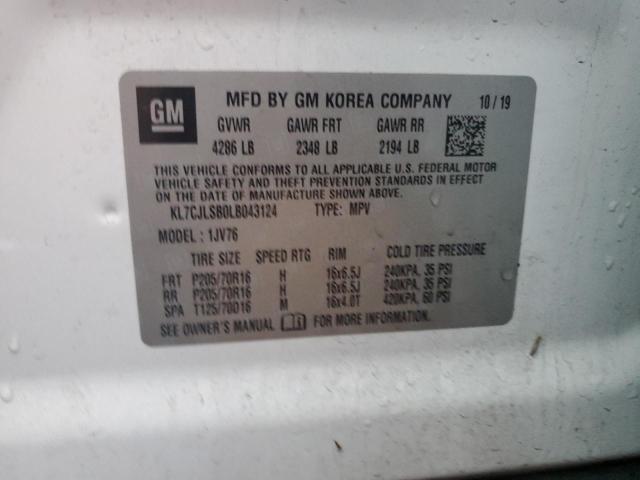 GM
MFD BY GM KOREA COMPANY 10/19
GVWR GAWR FRT GAWR RR
4286 LB 2348 LB 2194 LB
THIS VEHICLE CONFORMS TO ALL APPLICABLE U.S. FEDERAL MOTOR
VEHICLE SAFETY AND THEFT PREVENTION STANDARDS IN EFFECT
ON THE DATE OF MANUFACTURE SHOWN ABOVE.
KL7CJLSB0LB043124 TYPE: MPV
MODEL: 1JV76
TIRE SIZE SPEED RTG RIM COLD TIRE PRESSURE
FRT P205/70R16 H 16x6.5J 240KPA, 35 PSI
RR P205/70R16 H 16x6.5J 240KPA, 35 PSI
SPA T125/70D16 M 16x4.0T 420KPA, 60 PSI
SEE OWNER'S MANUAL FOR MORE INFORMATION.